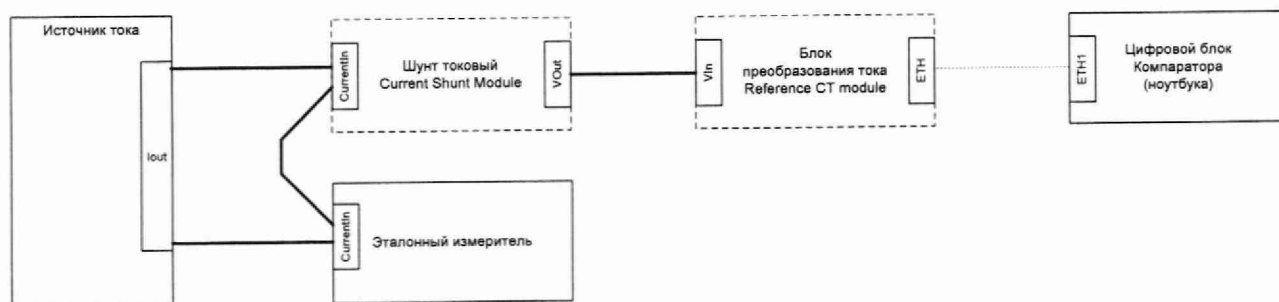 Источник тока
Iout
CurrentIn
Шунт токовый
Current Shunt Module
VOut
VIn
Блок
преобразования тока
Reference CT module
ETH
ETH1
Цифровой блок
Компаратора
(ноутбука)
CurrentIn
Эталонный измеритель